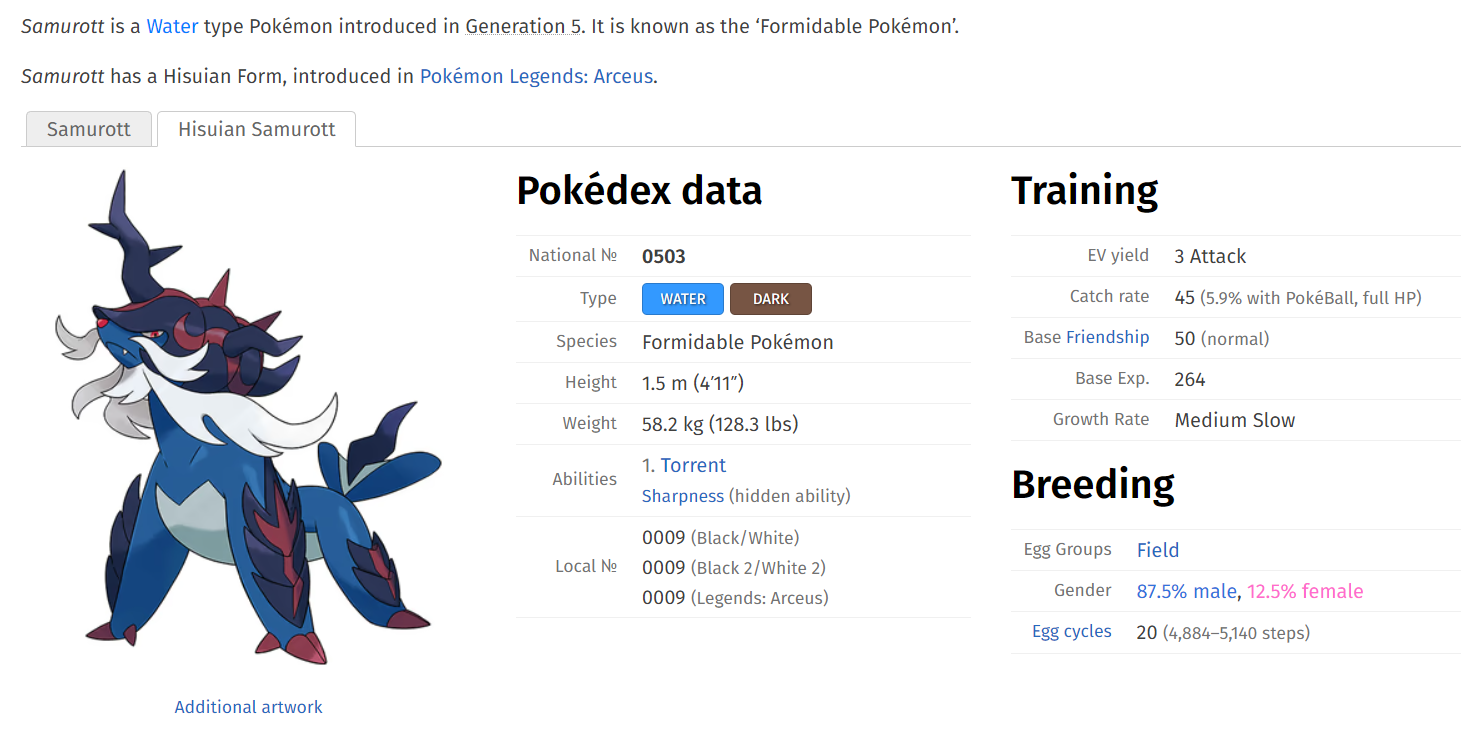 Samurott is a Water type Pokémon introduced in Generation 5. It is known as the ‘Formidable Pokémon’.
Samurott has a Hisuian Form, introduced in Pokémon Legends: Arceus.
Samurott
Hisuian Samurott
Additional artwork
Pokédex data
National № 0503
Type WATER DARK
Species Formidable Pokémon
Height 1.5 m (4′11″)
Weight 58.2 kg (128.3 lbs)
Abilities 1. Torrent
Sharpness (hidden ability)
Local № 0009 (Black/White)
0009 (Black 2/White 2)
0009 (Legends: Arceus)
Training
EV yield 3 Attack
Catch rate 45 (5.9% with PokéBall, full HP)
Base Friendship 50 (normal)
Base Exp. 264
Growth Rate Medium Slow
Breeding
Egg Groups Field
Gender 87.5% male, 12.5% female
Egg cycles 20 (4,884–5,140 steps)